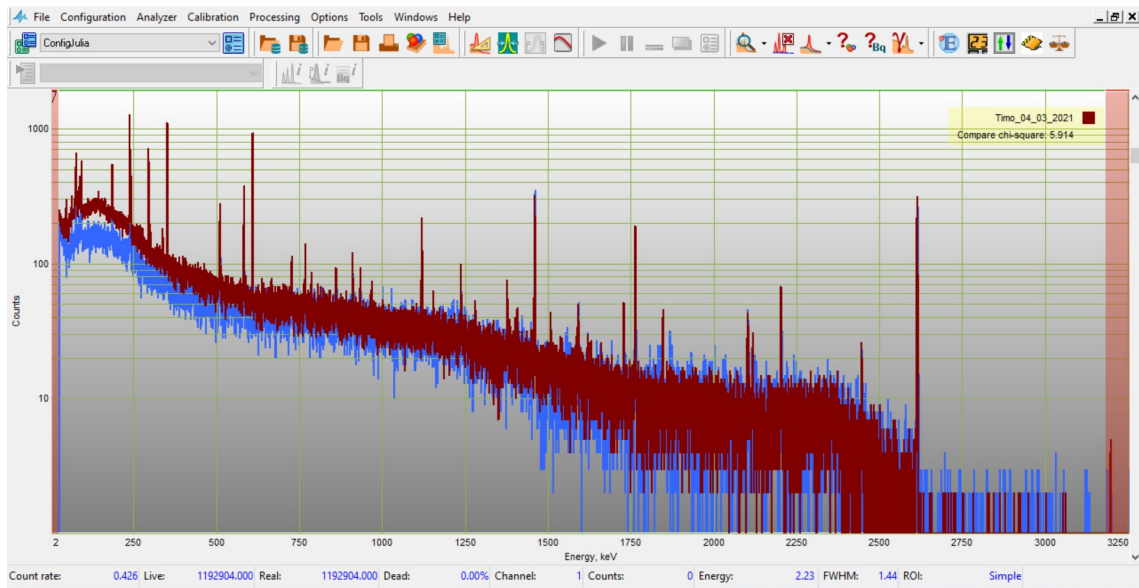 File Configuration Analyzer Calibration Processing Options Tools Windows Help
ConfigJulia
7
Timo_04_03_2021
Compare chi-square: 5.914
1000
100
10
Counts
2 250 500 750 1000 1250 1500 1750 2000 2250 2500 2750 3000 3250
Energy, keV
Count rate: 0.426 Live: 1192904.000 Real: 1192904.000 Dead: 0.00% Channel: 1 Counts: 0 Energy: 2.23 FWHM: 1.44 ROI: Simple